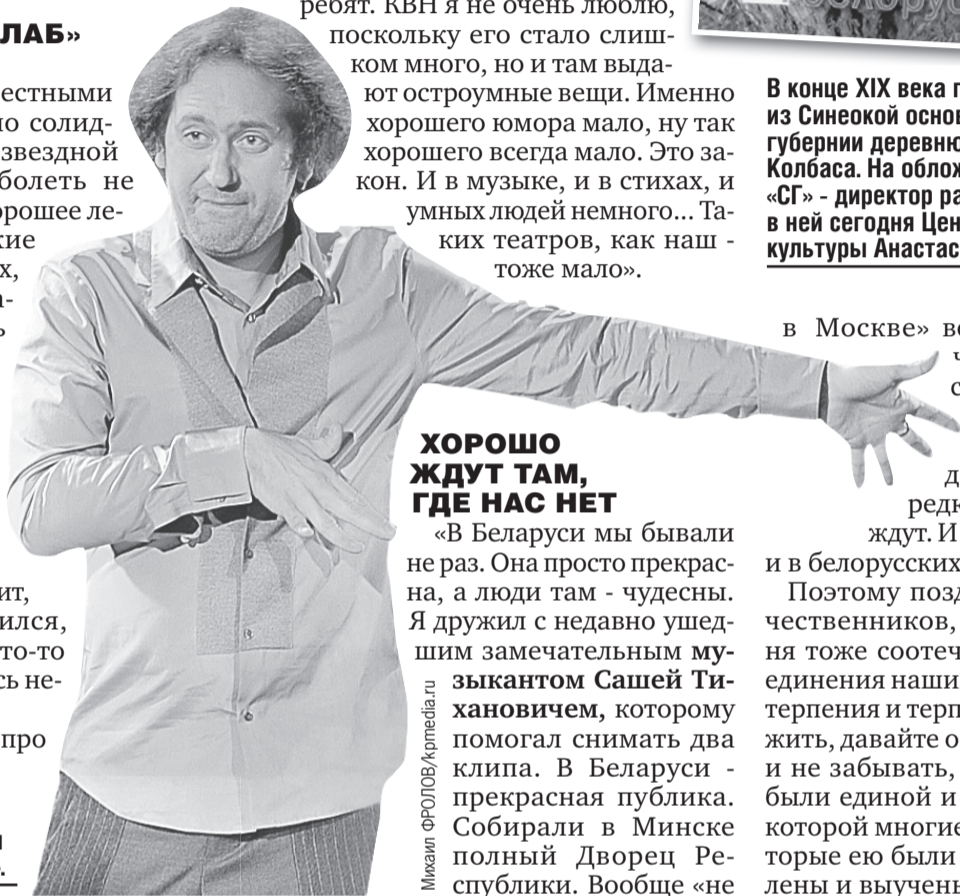 ЛАБ»
естными
но солид-
звездной
болеть не
орошее ле-
кие
х,
а-
ь
ит,
ился,
то-то
сь не-
про
ребят. КВН я не очень люблю,
поскольку его стало слиш-
ком много, но и там выда-
ют остроумные вещи. Именно
хорошего юмора мало, ну так
хорошего всегда мало. Это за-
кон. И в музыке, и в стихах, и
умных людей немного... Та-
ких театров, как наш -
тоже мало».
ХОРОШО
ЖДУТ ТАМ,
ГДЕ НАС НЕТ
«В Беларуси мы бывали
не раз. Она просто прекрас-
на, а люди там - чудесны.
Я дружил с недавно ушед-
шим замечательным му-
зыкантом Сашей Ти-
хановичем, которому
помогал снимать два
клипа. В Беларуси -
прекрасная публика.
Собирали в Минске
полный Дворец Ре-
спублики. Вообще «не
Михаил ФРОЛОВ/kpmedia.ru
В конце XIX века п
из Синеокой основ
губернии деревню
Колбаса. На облож
«СГ» - директор ра
в ней сегодня Цен
культуры Анастас
в Москве» во
ч
с
д
редк
ждут. И
и в белорусских
Поэтому позд
чественников,
ня тоже соотеч
единения наши
терпения и терп
жить, давайте о
и не забывать,
были единой и
которой многие
торые ею были
лены и выучены